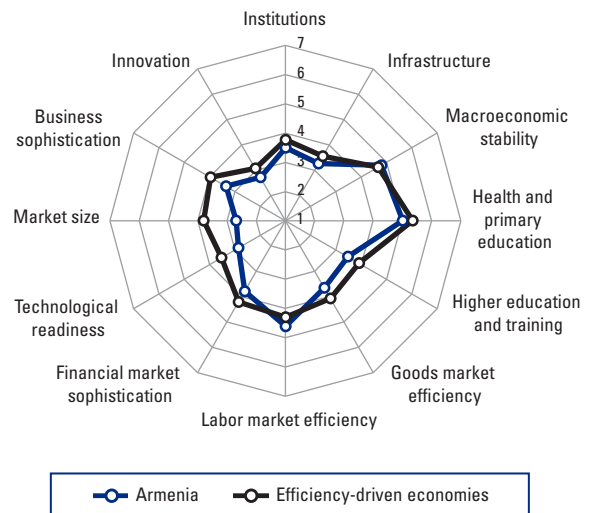 Institutions
7
6
5
4
3
2
1
Infrastructure
Macroeconomic
stability
Health and
primary
education
Higher education
and training
Goods market
efficiency
Labor market efficiency
Financial market
sophistication
Technological
readiness
Market size
Business
sophistication
Innovation
Armenia
Efficiency-driven economies